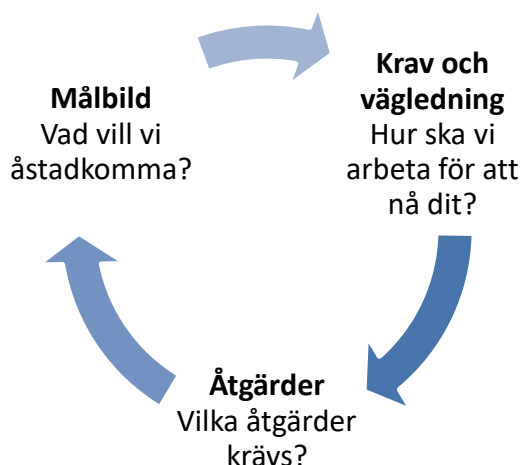 Målbild
Vad vill vi
åstadkomma?
Krav och
vägledning
Hur ska vi
arbeta för att
nå dit?
Åtgärder
Vilka åtgärder
krävs?